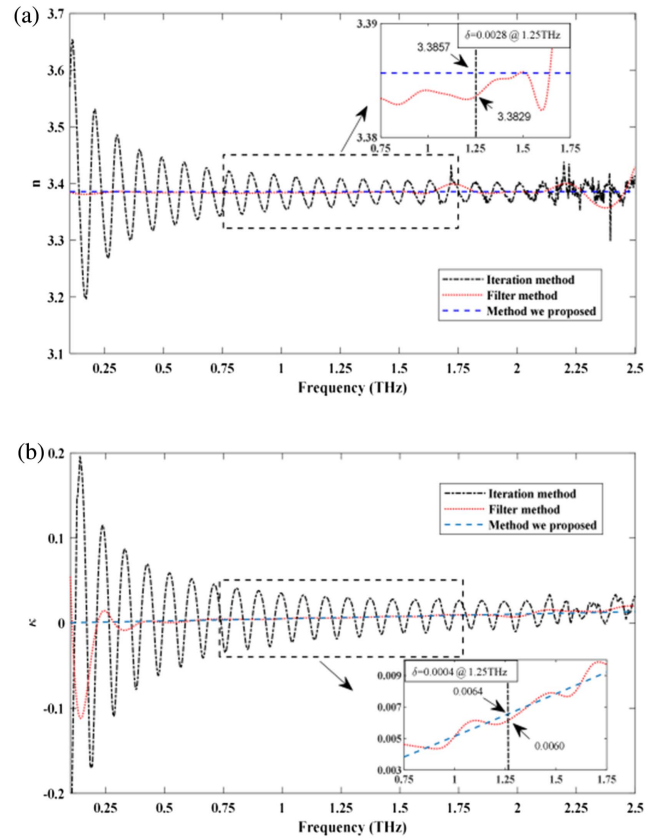 (a)
3.7
3.6
3.5
3.4
3.3
3.2
3.1
n
0.25 0.5 0.75 1 1.25 1.5 1.75 2 2.25 2.5
Frequency (THz)
3.39
3.38
0.75 1 1.25 1.5 1.75
δ=0.0028 @ 1.25THz
3.3857
3.3829
Iteration method
Filter method
Method we proposed
(b)
0.2
0.1
0
-0.1
-0.2
κ
0.25 0.5 0.75 1 1.25 1.5 1.75 2 2.25 2.5
Frequency (THz)
Iteration method
Filter method
Method we proposed
0.009
0.007
0.005
0.003
0.75 1 1.25 1.5 1.75
δ=0.0004 @ 1.25THz
0.0064
0.0060